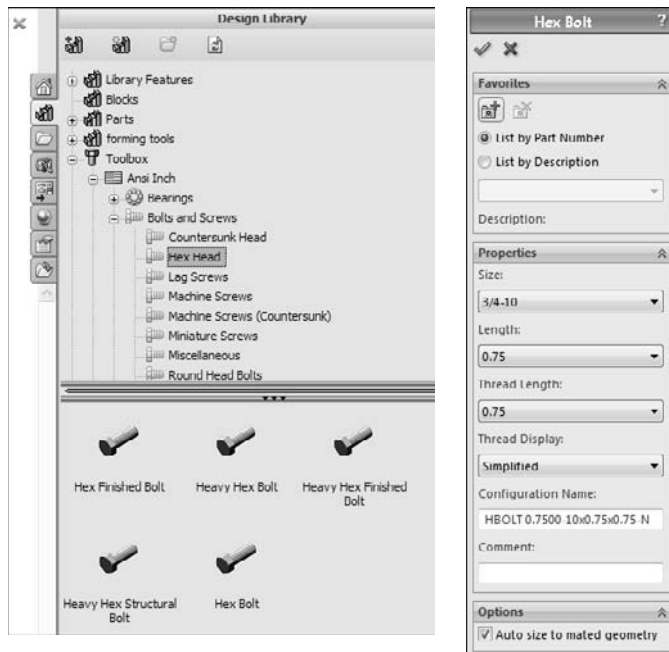 Design Library
Library Features
Blocks
Parts
forming tools
Toolbox
Ansi Inch
Bearings
Bolts and Screws
Countersunk Head
Hex Head
Lag Screws
Machine Screws
Machine Screws (Countersunk)
Miniature Screws
Miscellaneous
Round Head Bolts
Hex Finished Bolt
Heavy Hex Bolt
Heavy Hex Finished
Bolt
Heavy Hex Structural
Bolt
Hex Bolt
Hex Bolt ?
Favorites
List by Part Number
List by Description
Description:
Properties
Size:
3/4-10
Length:
0.75
Thread Length:
0.75
Thread Display:
Simplified
Configuration Name:
HBOLT 0.7500-10x0.75x0.75-N
Comment:
Options
Auto size to mated geometry